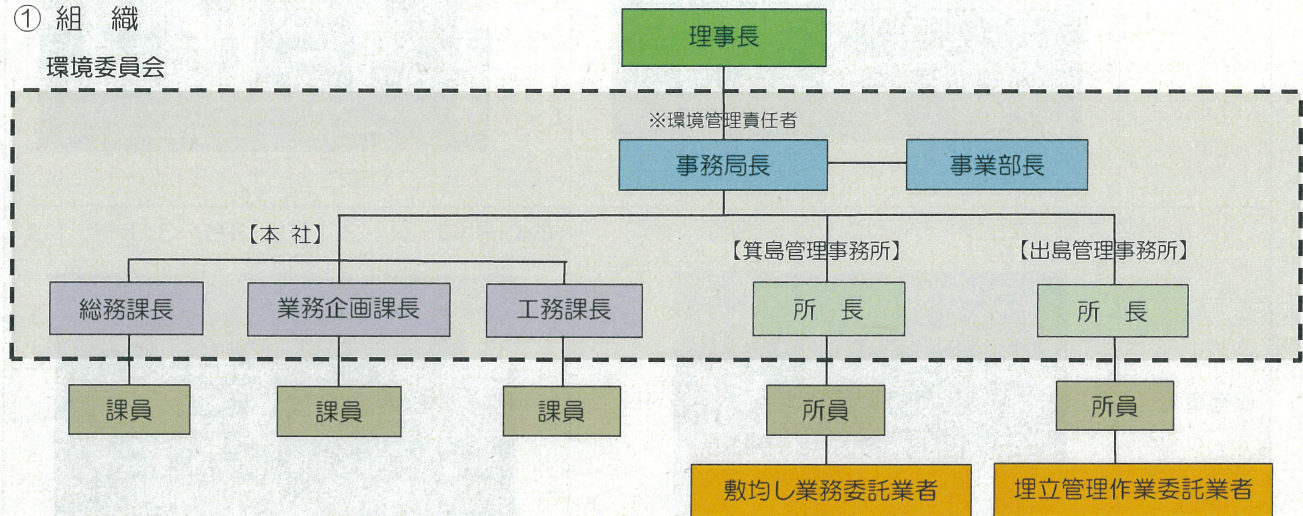 ① 組　織
理事長
環境委員会
※環境管理責任者
事務局長
事業部長
【本 社】
【箕島管理事務所】
【出島管理事務所】
総務課長
業務企画課長
工務課長
所　長
所　長
課員
課員
課員
所員
所員
敷均し業務委託業者
埋立管理作業委託業者